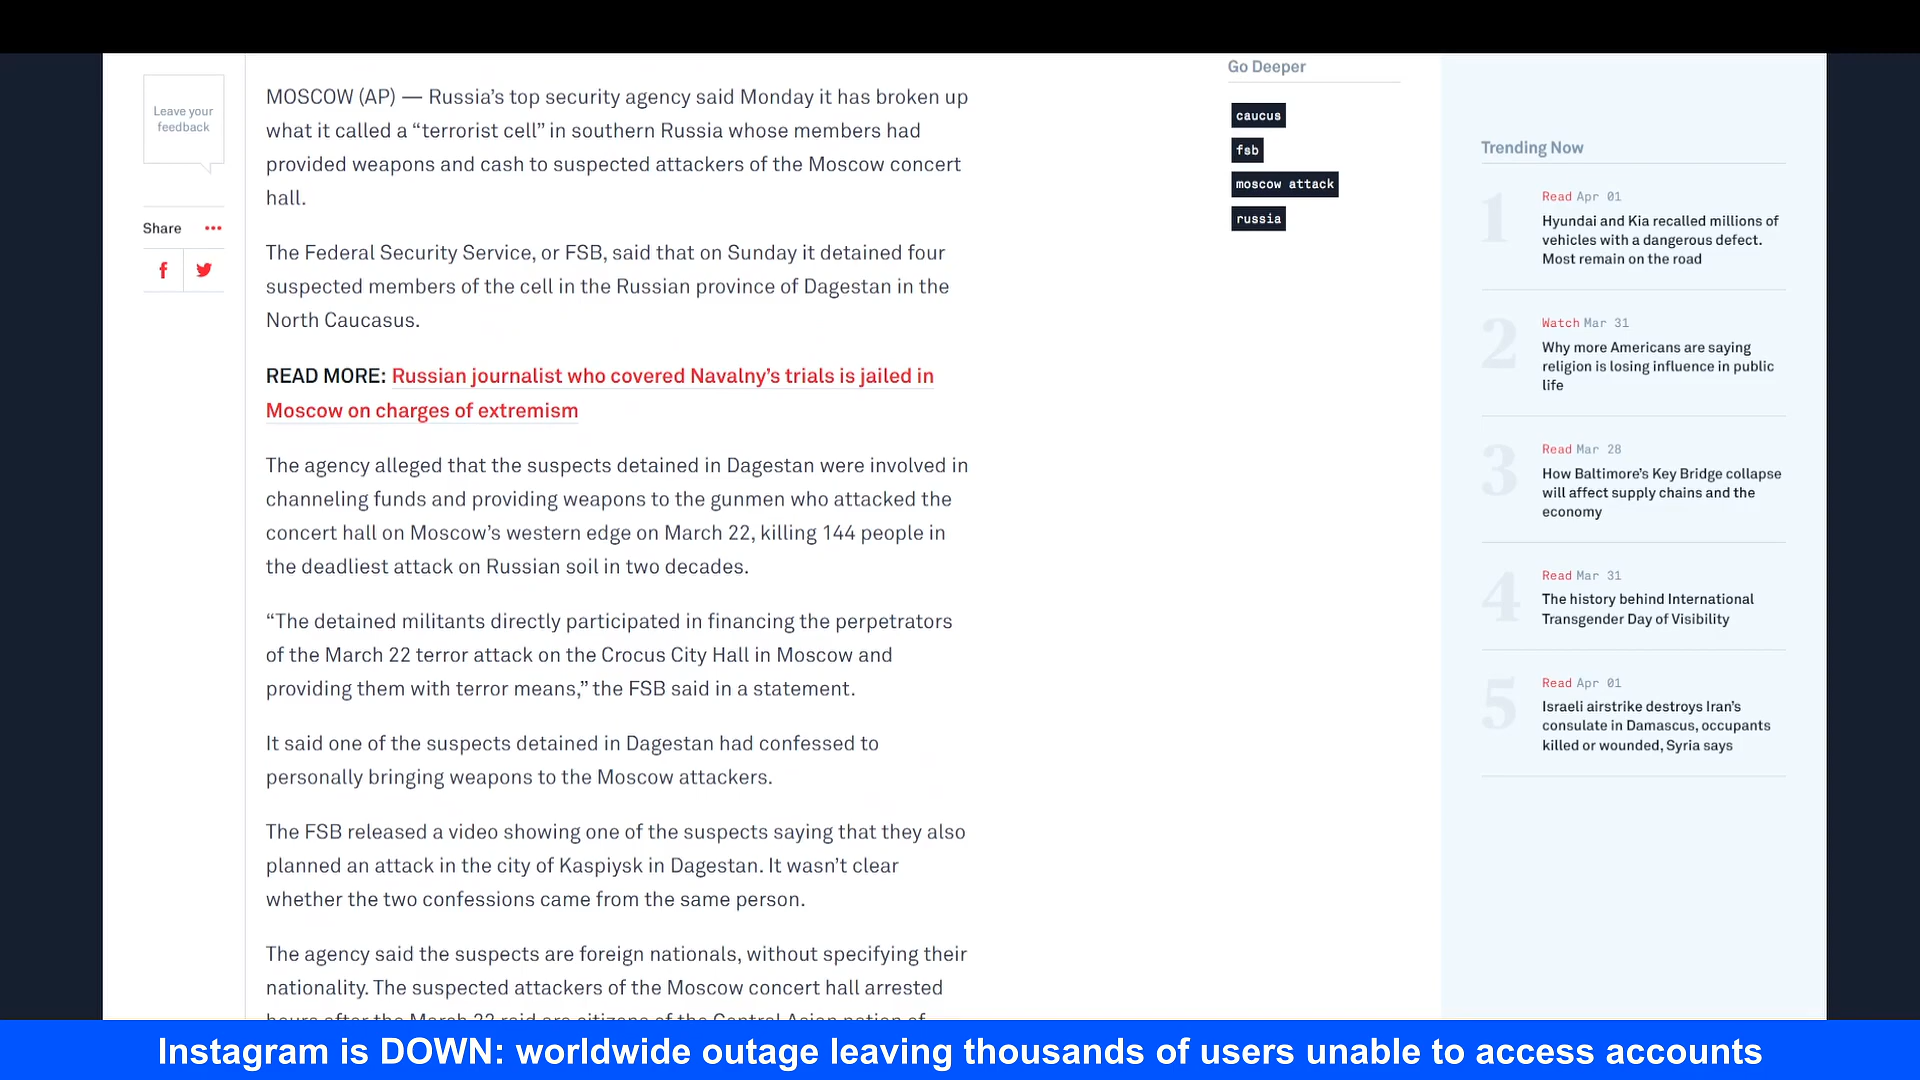 Leave your
feedback
Share
MOSCOW (AP) — Russia’s top security agency said Monday it has broken up
what it called a “terrorist cell” in southern Russia whose members had
provided weapons and cash to suspected attackers of the Moscow concert
hall.
The Federal Security Service, or FSB, said that on Sunday it detained four
suspected members of the cell in the Russian province of Dagestan in the
North Caucasus.
READ MORE: Russian journalist who covered Navalny’s trials is jailed in
Moscow on charges of extremism
The agency alleged that the suspects detained in Dagestan were involved in
channeling funds and providing weapons to the gunmen who attacked the
concert hall on Moscow’s western edge on March 22, killing 144 people in
the deadliest attack on Russian soil in two decades.
“The detained militants directly participated in financing the perpetrators
of the March 22 terror attack on the Crocus City Hall in Moscow and
providing them with terror means,” the FSB said in a statement.
It said one of the suspects detained in Dagestan had confessed to
personally bringing weapons to the Moscow attackers.
The FSB released a video showing one of the suspects saying that they also
planned an attack in the city of Kaspiysk in Dagestan. It wasn’t clear
whether the two confessions came from the same person.
The agency said the suspects are foreign nationals, without specifying their
nationality. The suspected attackers of the Moscow concert hall arrested
hours after the March 22 raid are citizens of the Central Asian nation of
Go Deeper
caucus
fsb
moscow attack
russia
Trending Now
1
Read Apr 01
Hyundai and Kia recalled millions of
vehicles with a dangerous defect.
Most remain on the road
2
Watch Mar 31
Why more Americans are saying
religion is losing influence in public
life
3
Read Mar 28
How Baltimore’s Key Bridge collapse
will affect supply chains and the
economy
4
Read Mar 31
The history behind International
Transgender Day of Visibility
5
Read Apr 01
Israeli airstrike destroys Iran’s
consulate in Damascus, occupants
killed or wounded, Syria says
Instagram is DOWN: worldwide outage leaving thousands of users unable to access accounts